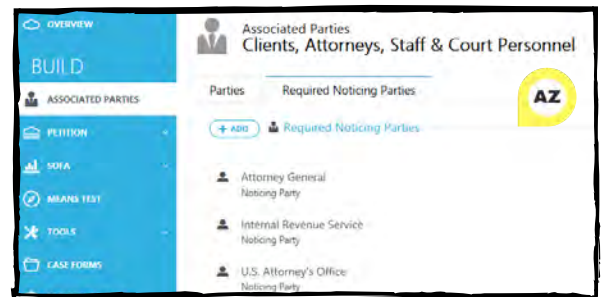 OVERVIEW
BUILD
ASSOCIATED PARTIES
PETITION
SOFA
MEANS TEST
TOOLS
CASE FORMS
Associated Parties
Clients, Attorneys, Staff & Court Personnel
Parties
Required Noticing Parties
AZ
+ ADD
Required Noticing Parties
Attorney General
Noticing Party
Internal Revenue Service
Noticing Party
U.S. Attorney's Office
Noticing Party